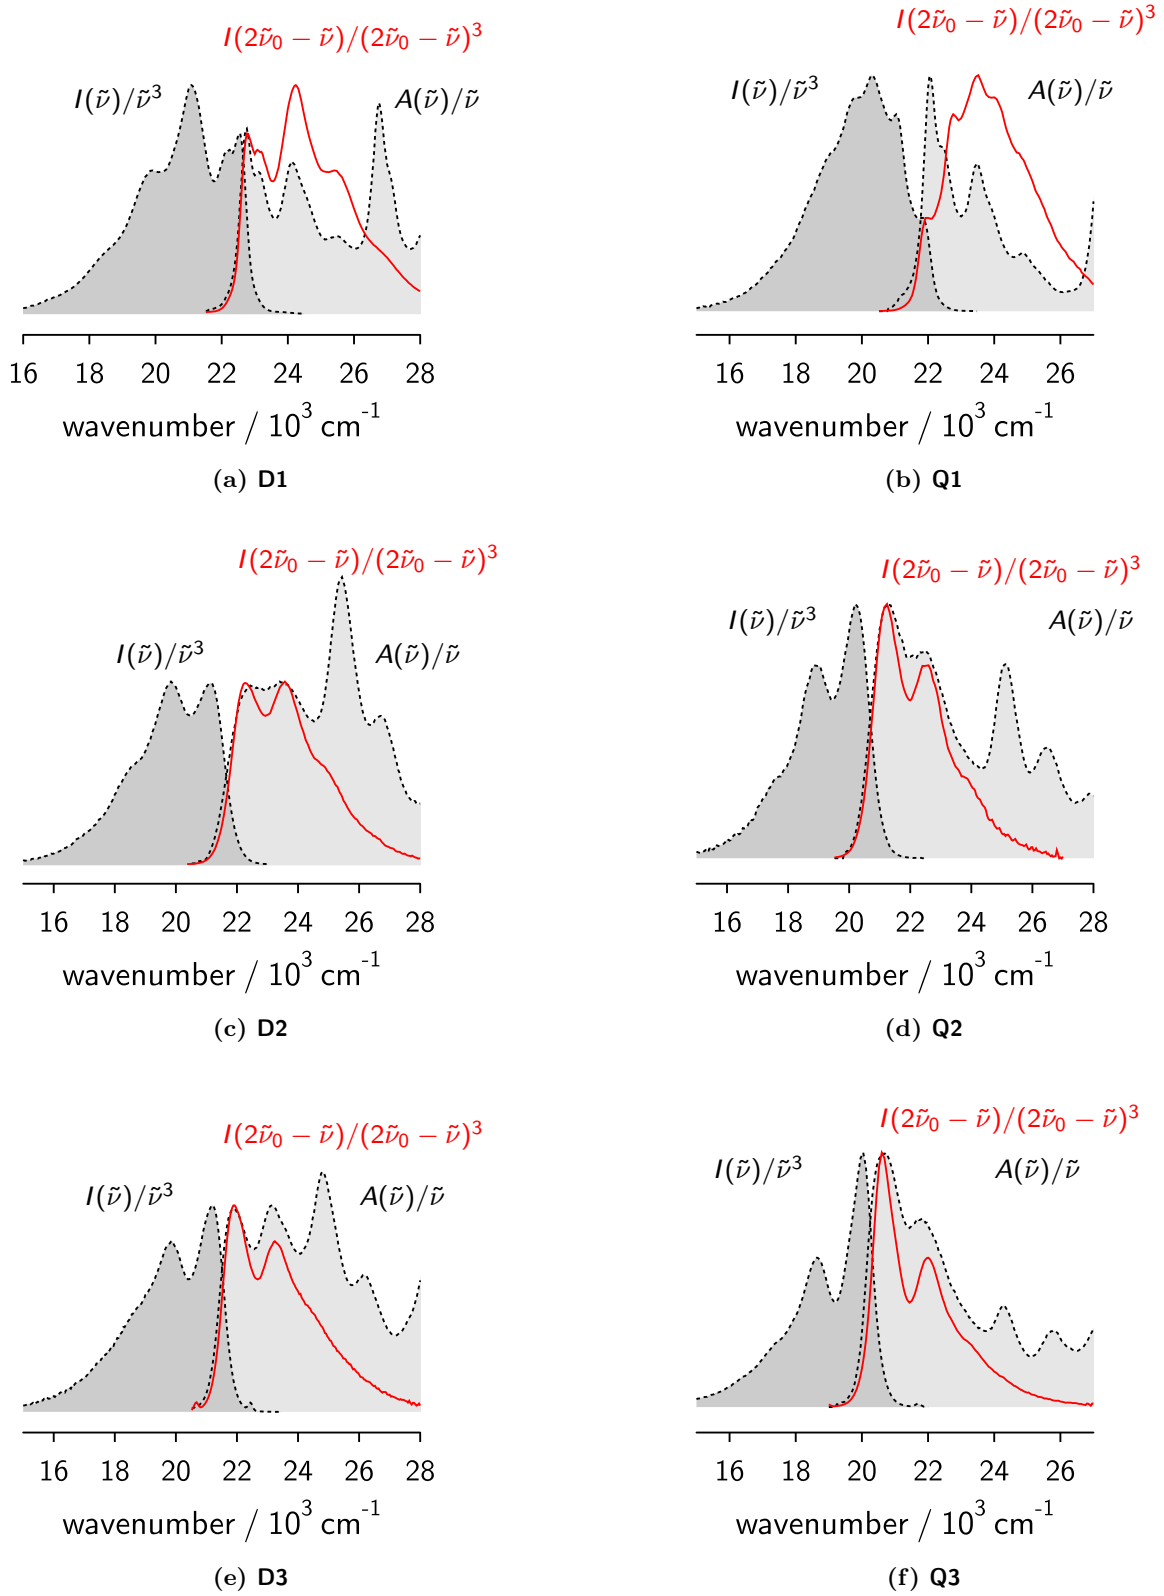 I(2ν̃₀ − ν̃)/(2ν̃₀ − ν̃)³
I(ν̃)/ν̃³
A(ν̃)/ν̃
16 18 20 22 24 26 28
wavenumber / 10³ cm⁻¹
(a) D1
I(2ν̃₀ − ν̃)/(2ν̃₀ − ν̃)³
I(ν̃)/ν̃³
A(ν̃)/ν̃
16 18 20 22 24 26
wavenumber / 10³ cm⁻¹
(b) Q1
I(2ν̃₀ − ν̃)/(2ν̃₀ − ν̃)³
I(ν̃)/ν̃³
A(ν̃)/ν̃
16 18 20 22 24 26 28
wavenumber / 10³ cm⁻¹
(c) D2
I(2ν̃₀ − ν̃)/(2ν̃₀ − ν̃)³
I(ν̃)/ν̃³
A(ν̃)/ν̃
16 18 20 22 24 26 28
wavenumber / 10³ cm⁻¹
(d) Q2
I(2ν̃₀ − ν̃)/(2ν̃₀ − ν̃)³
I(ν̃)/ν̃³
A(ν̃)/ν̃
16 18 20 22 24 26 28
wavenumber / 10³ cm⁻¹
(e) D3
I(2ν̃₀ − ν̃)/(2ν̃₀ − ν̃)³
I(ν̃)/ν̃³
A(ν̃)/ν̃
16 18 20 22 24 26
wavenumber / 10³ cm⁻¹
(f) Q3